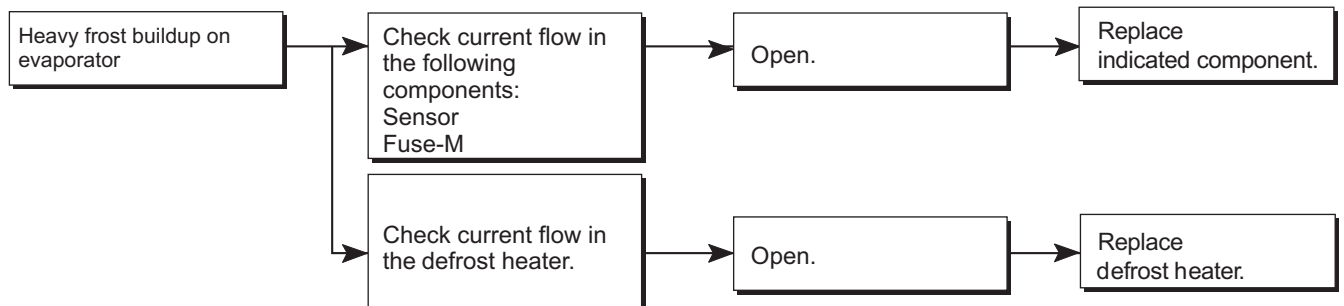 Heavy frost buildup on
evaporator
Check current flow in
the following
components:
Sensor
Fuse-M
Open.
Replace
indicated component.
Check current flow in
the defrost heater.
Open.
Replace
defrost heater.